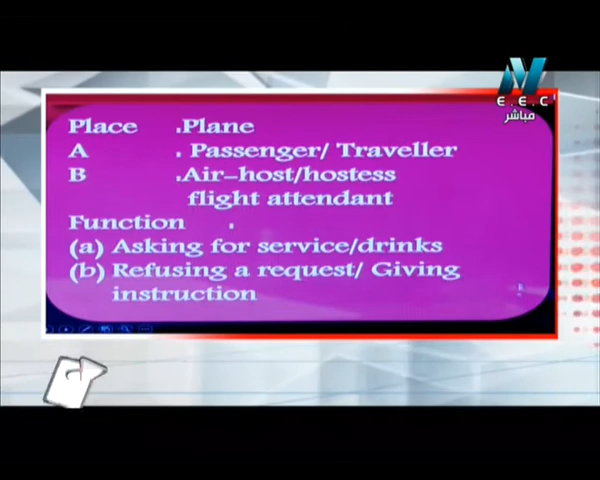 E.E.C
مباشر
Place :Plane
A : Passenger/ Traveller
B :Air-host/hostess
flight attendant
Function :
(a) Asking for service/drinks
(b) Refusing a request/ Giving
instruction